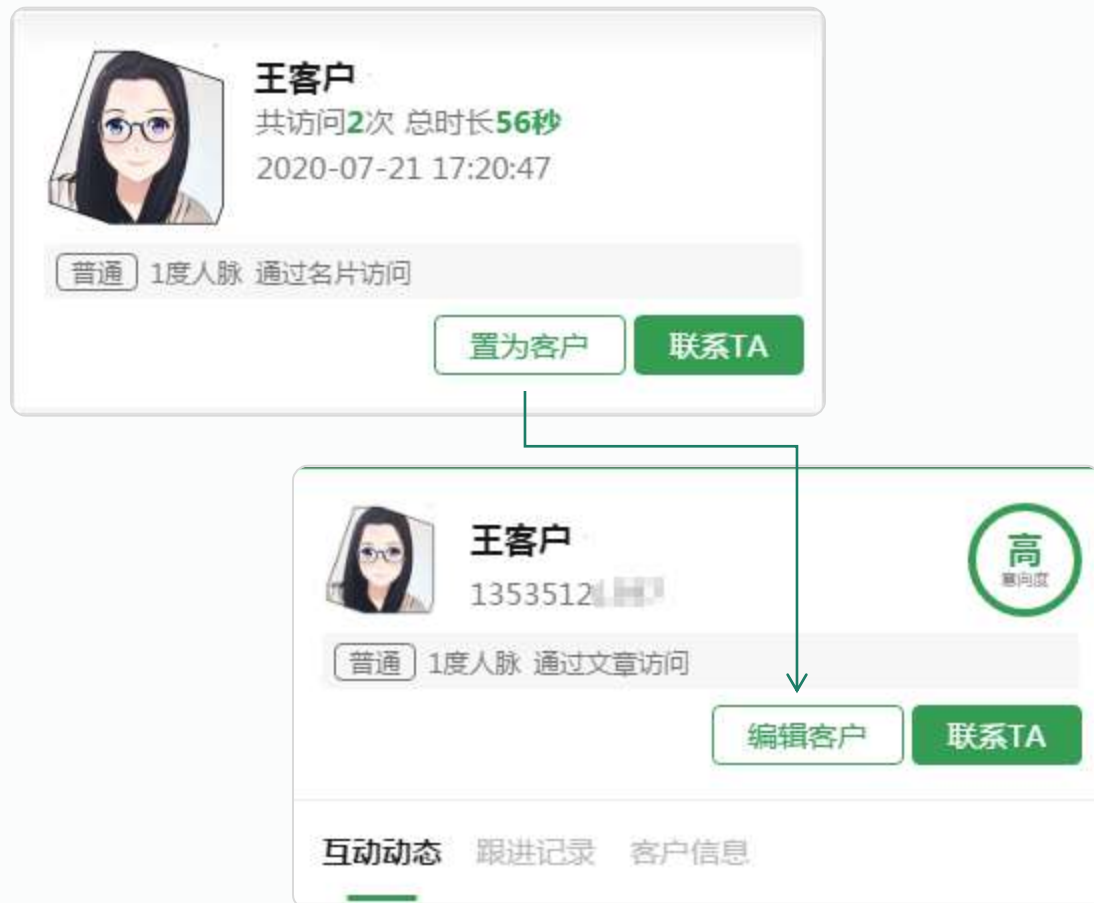 王客户
共访问2次 总时长56秒
2020-07-21 17:20:47
普通 1度人脉 通过名片访问
置为客户 联系TA
王客户
1353512
高
意向度
普通 1度人脉 通过文章访问
编辑客户 联系TA
互动动态 跟进记录 客户信息